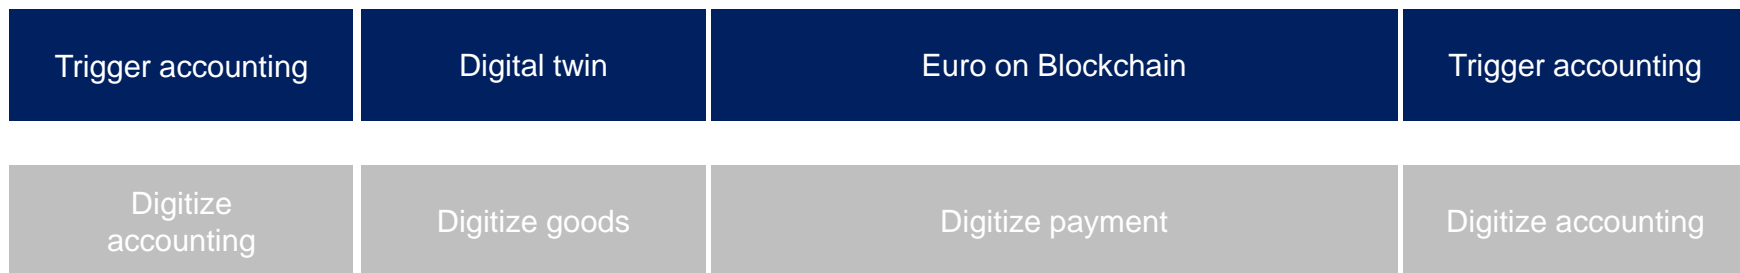 Trigger accounting
Digital twin
Euro on Blockchain
Trigger accounting
Digitize
accounting
Digitize goods
Digitize payment
Digitize accounting